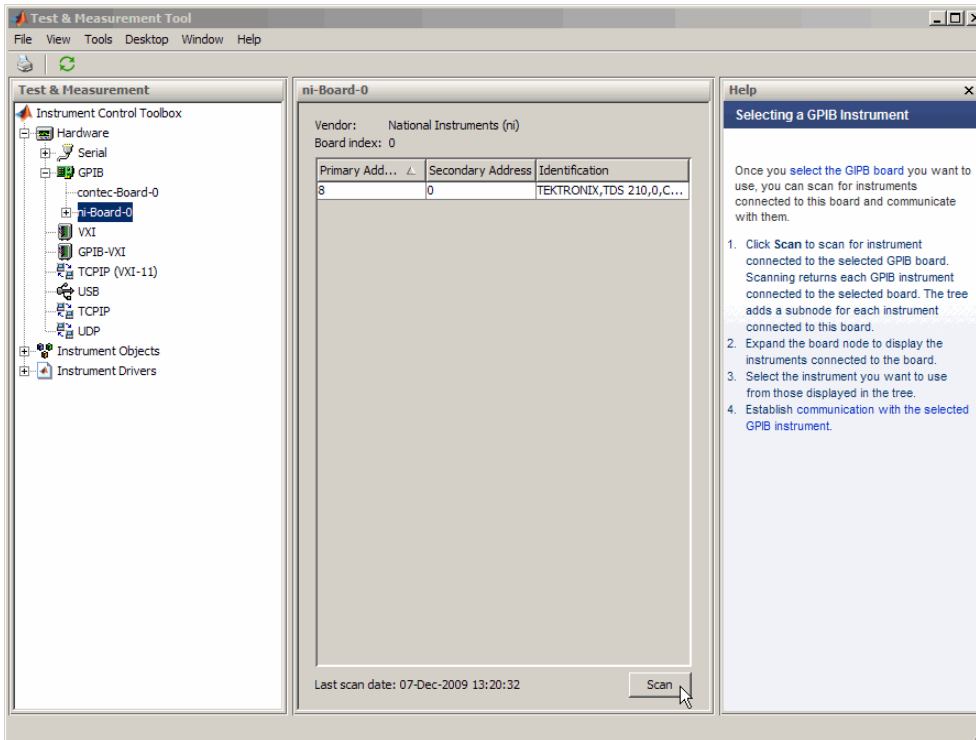 Test & Measurement Tool
File View Tools Desktop Window Help
Test & Measurement
Instrument Control Toolbox
Hardware
Serial
GPIB
contec-Board-0
ni-Board-0
VXI
GPIB-VXI
TCPIP (VXI-11)
USB
TCPIP
UDP
Instrument Objects
Instrument Drivers
ni-Board-0
Vendor: National Instruments (ni)
Board index: 0
Primary Add... Secondary Address Identification
8 0 TEKTRONIX,TDS 210,0,C...
Last scan date: 07-Dec-2009 13:20:32
Scan
Help
Selecting a GPIB Instrument
Once you select the GIPB board you want to
use, you can scan for instruments
connected to this board and communicate
with them.
1. Click Scan to scan for instrument
connected to the selected GPIB board.
Scanning returns each GPIB instrument
connected to the selected board. The tree
adds a subnode for each instrument
connected to this board.
2. Expand the board node to display the
instruments connected to the board.
3. Select the instrument you want to use
from those displayed in the tree.
4. Establish communication with the selected
GPIB instrument.